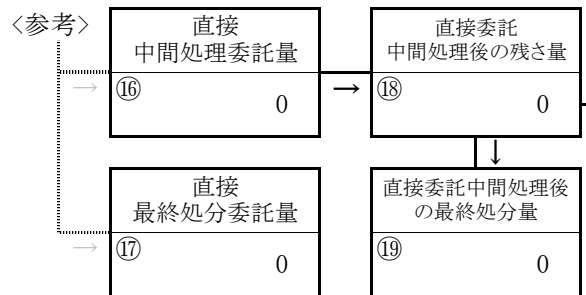 〈参考〉
直接
中間処理委託量
→
⑯
0
→
直接委託
中間処理後の残さ量
⑱
0
↓
直接
最終処分委託量
→
⑰
0
直接委託中間処理後
の最終処分量
⑲
0